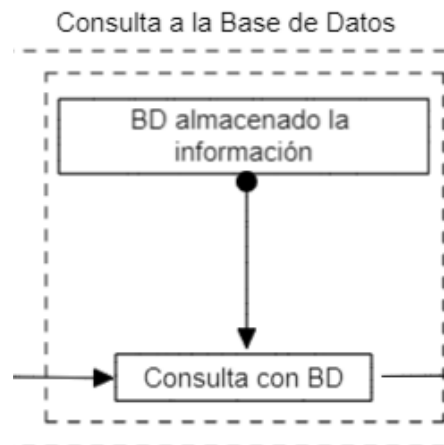 Consulta a la Base de Datos
BD almacenado la
información
Consulta con BD